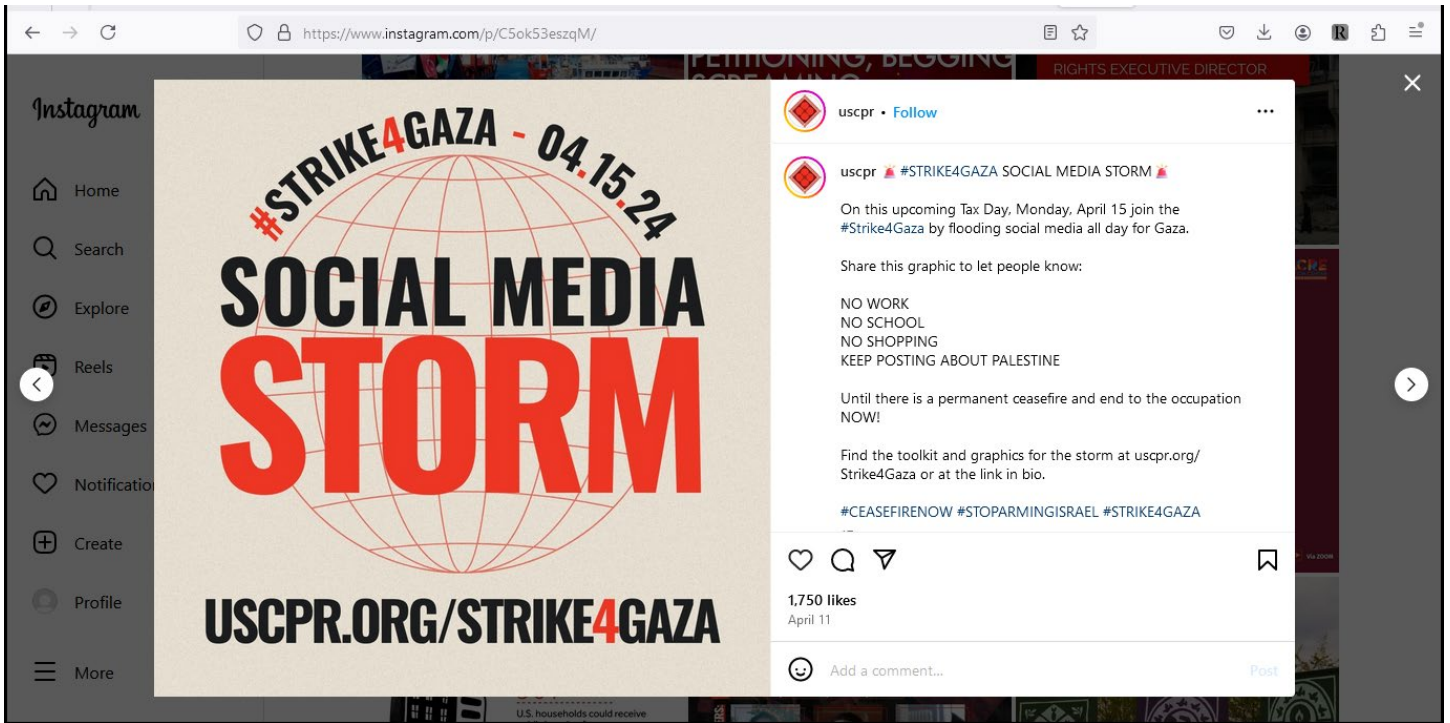 https://www.instagram.com/p/C5ok53eszqM/
PETITIONING, BEGGING
SCREAMING
RIGHTS EXECUTIVE DIRECTOR
Instagram
Home
Search
Explore
Reels
Messages
Notification
Create
Profile
More
#STRIKE4GAZA - 04.15.24
SOCIAL MEDIA
STORM
USCPR.ORG/STRIKE4GAZA
uscpr • Follow
uscpr 🚨 #STRIKE4GAZA SOCIAL MEDIA STORM 🚨
On this upcoming Tax Day, Monday, April 15 join the
#Strike4Gaza by flooding social media all day for Gaza.
Share this graphic to let people know:
NO WORK
NO SCHOOL
NO SHOPPING
KEEP POSTING ABOUT PALESTINE
Until there is a permanent ceasefire and end to the occupation
NOW!
Find the toolkit and graphics for the storm at uscpr.org/
Strike4Gaza or at the link in bio.
#CEASEFIRENOW #STOPARMINGISRAEL #STRIKE4GAZA
1,750 likes
April 11
Add a comment...
Post
CRE
Via ZOOM
U.S. households could receive